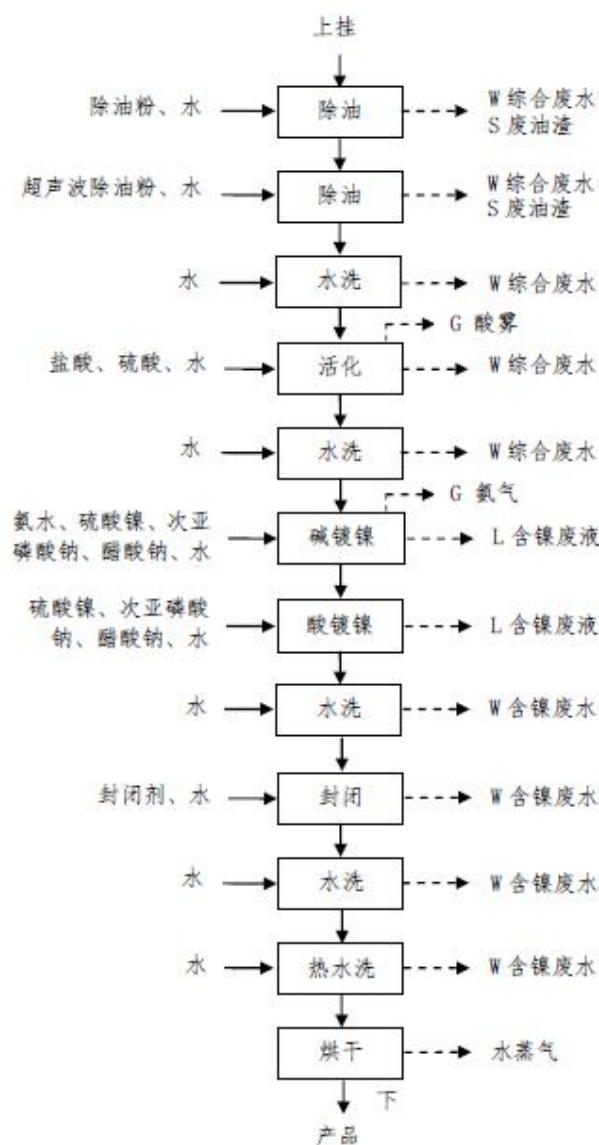 上挂
除油粉、水
除油
W 综合废水
S 废油渣
超声波除油粉、水
除油
W 综合废水
S 废油渣
水
水洗
W 综合废水
G 酸雾
盐酸、硫酸、水
活化
W 综合废水
水
水洗
W 综合废水
G 氨气
氨水、硫酸镍、次亚
磷酸钠、醋酸钠、水
碱镀镍
L 含镍废液
硫酸镍、次亚磷酸
钠、醋酸钠、水
酸镀镍
L 含镍废液
水
水洗
W 含镍废水
封闭剂、水
封闭
W 含镍废水
水
水洗
W 含镍废水
水
热水洗
W 含镍废水
烘干
水蒸气
下
产品